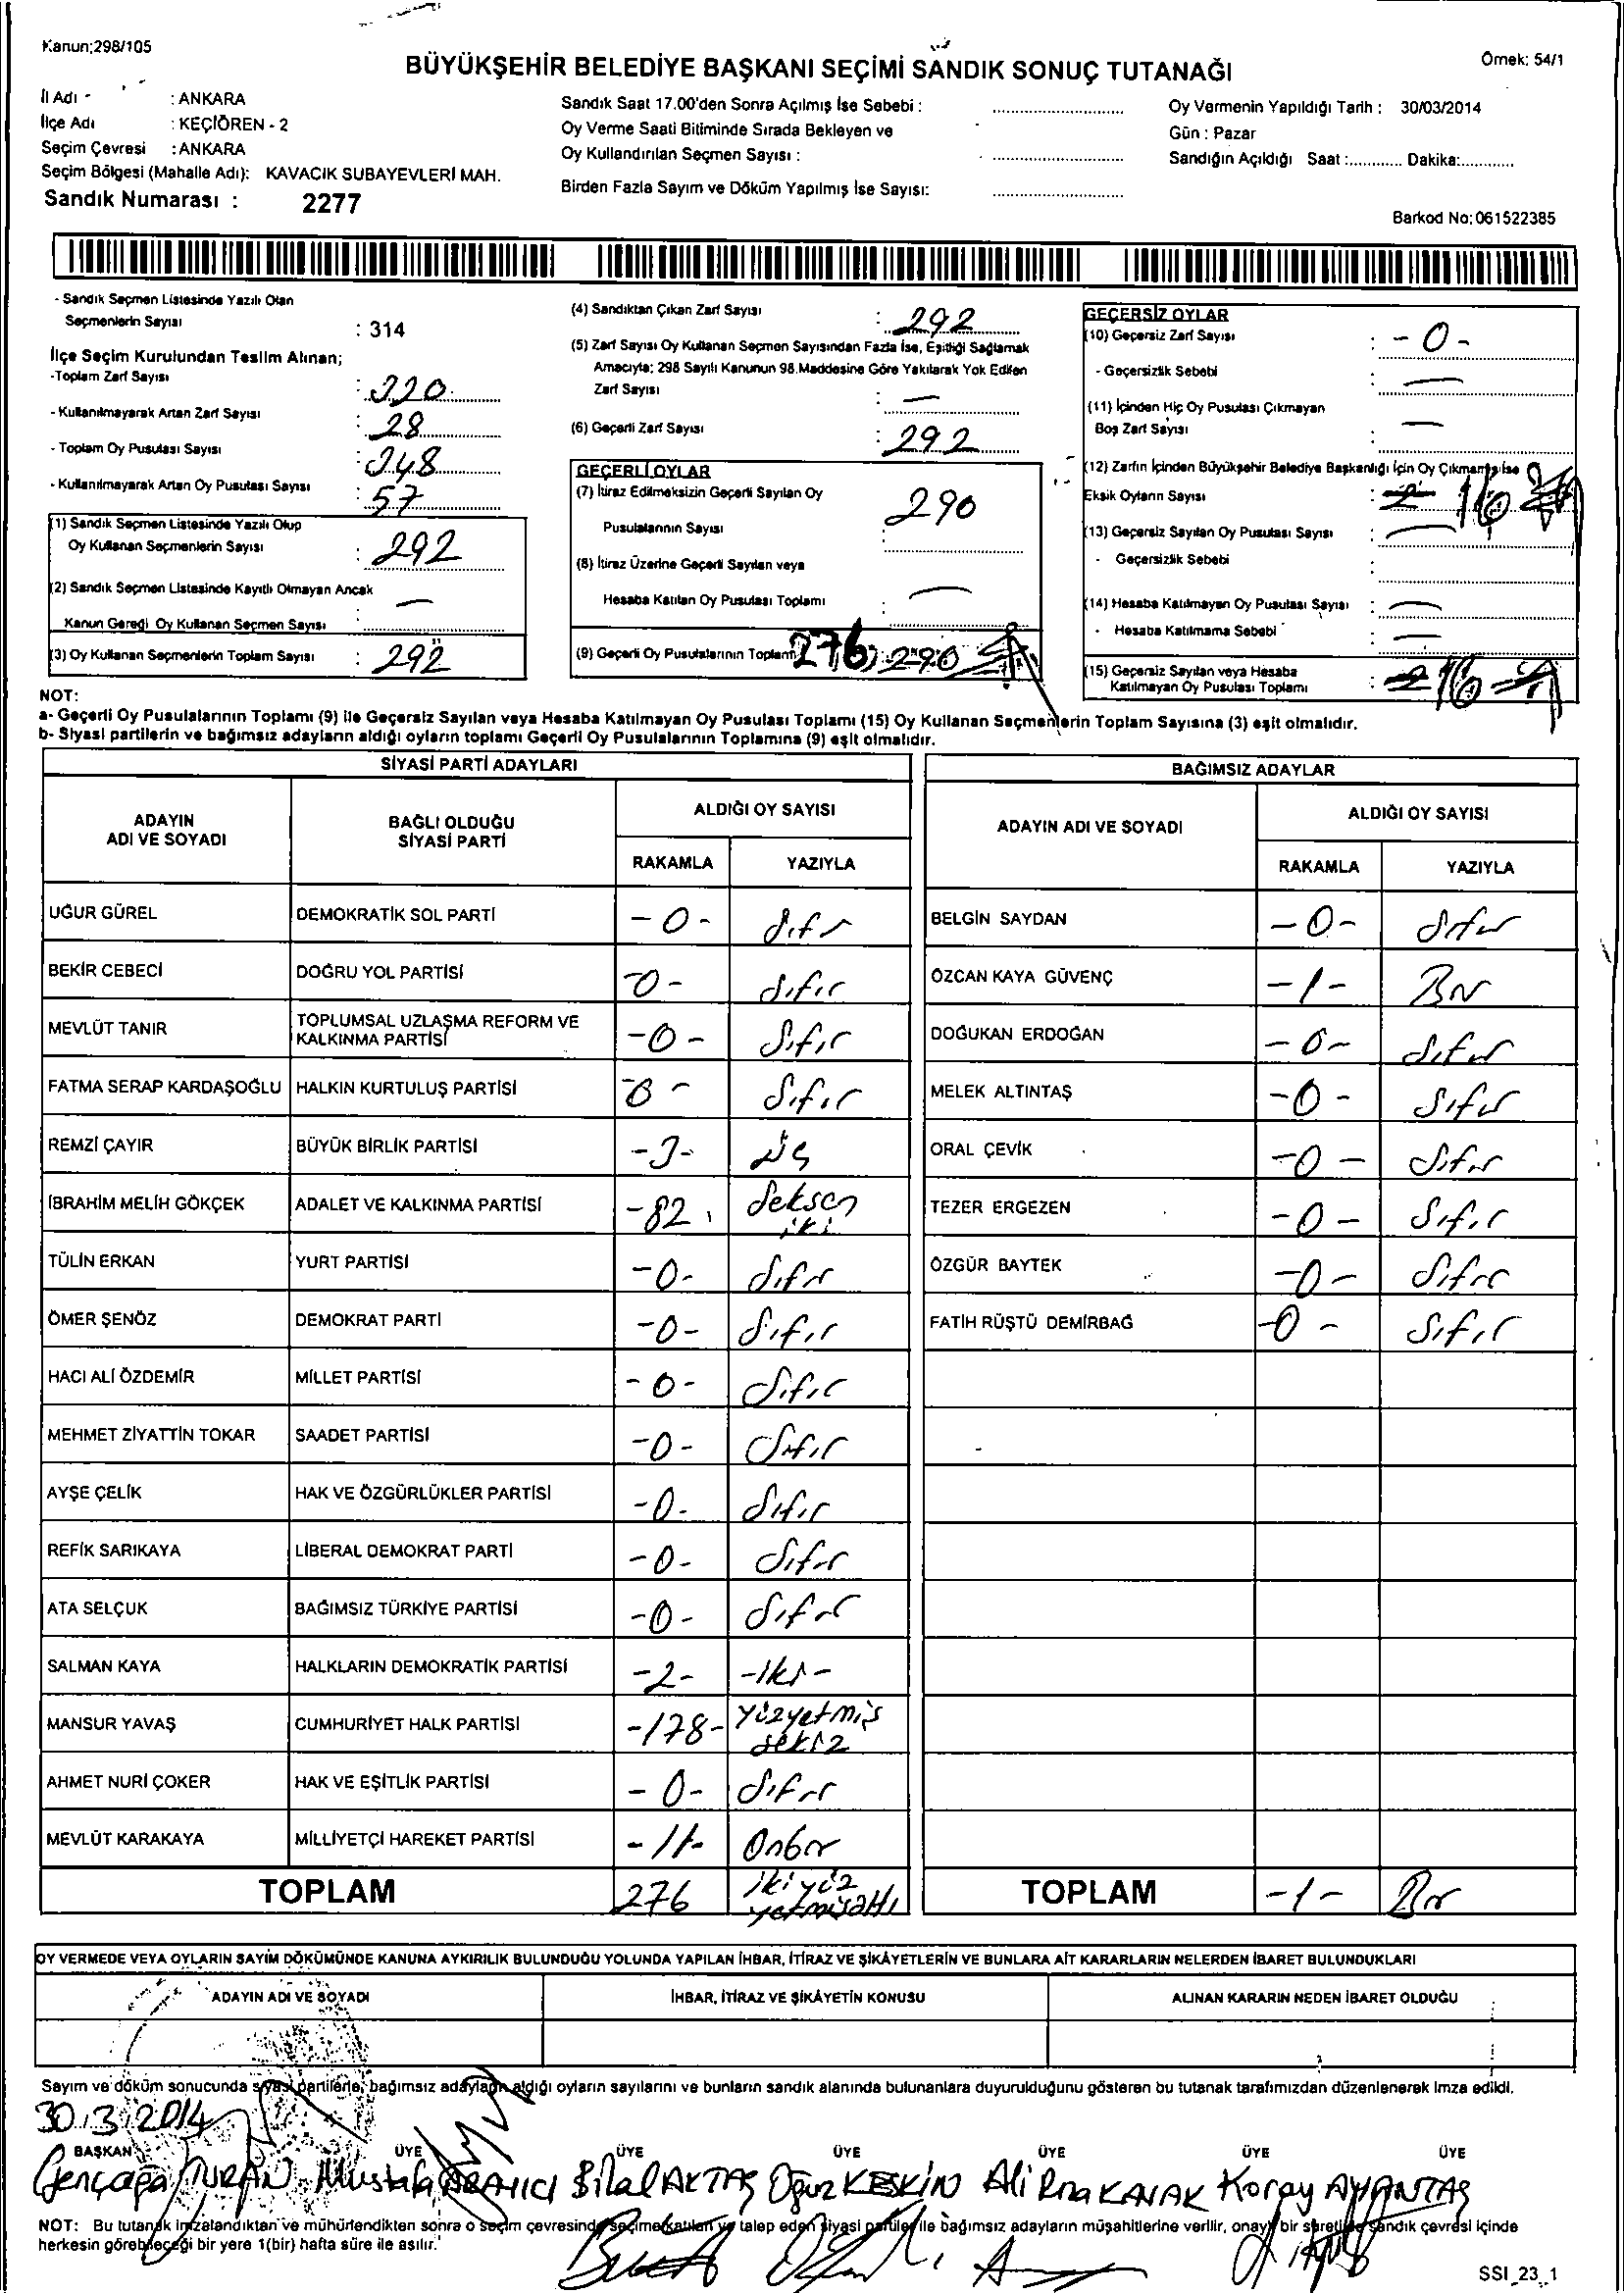 Kanun;298/105
Örnek: 54/1
BÜYÜKŞEHİR BELEDİYE BAŞKANI SEÇİMİ SANDIK SONUÇ TUTANAĞI
İl Adı : ANKARA
İlçe Adı : KEÇİÖREN - 2
Seçim Çevresi : ANKARA
Seçim Bölgesi (Mahalle Adı): KAVACIK SUBAYEVLERİ MAH.
Sandık Numarası : 2277
Sandık Saat 17.00'den Sonra Açılmış İse Sebebi : ..............................
Oy Verme Saati Bitiminde Sırada Bekleyen ve
Oy Kullandırılan Seçmen Sayısı : ..............................
Birden Fazla Sayım ve Döküm Yapılmış İse Sayısı: ..............................
Oy Vermenin Yapıldığı Tarih : 30/03/2014
Gün : Pazar
Sandığın Açıldığı Saat :............ Dakika:............
Barkod No: 061522385
- Sandık Seçmen Listesinde Yazılı Olan
Seçmenlerin Sayısı : 314
İlçe Seçim Kurulundan Teslim Alınan;
-Toplam Zarf Sayısı : 320
- Kullanılmayarak Artan Zarf Sayısı : 28
- Toplam Oy Pusulası Sayısı : 348
- Kullanılmayarak Artan Oy Pusulası Sayısı : 57
(1) Sandık Seçmen Listesinde Yazılı Olup
Oy Kullanan Seçmenlerin Sayısı : 292
(2) Sandık Seçmen Listesinde Kayıtlı Olmayan Ancak
Kanun Gereği Oy Kullanan Seçmen Sayısı : —
(3) Oy Kullanan Seçmenlerin Toplam Sayısı : 292
(4) Sandıktan Çıkan Zarf Sayısı : 292
(5) Zarf Sayısı Oy Kullanan Seçmen Sayısından Fazla İse, Eşitliği Sağlamak
Amacıyla; 298 Sayılı Kanunun 98.Maddesine Göre Yakılarak Yok Edilen
Zarf Sayısı : —
(6) Geçerli Zarf Sayısı : 292
GEÇERLİ OYLAR
(7) İtiraz Edilmeksizin Geçerli Sayılan Oy
Pusulalarının Sayısı : 290
(8) İtiraz Üzerine Geçerli Sayılan veya
Hesaba Katılan Oy Pusulası Toplamı : —
(9) Geçerli Oy Pusulalarının Toplamı 276 290
GEÇERSİZ OYLAR
(10) Geçersiz Zarf Sayısı : - 0 -
- Geçersizlik Sebebi : —
(11) İçinden Hiç Oy Pusulası Çıkmayan
Boş Zarf Sayısı : —
(12) Zarfın İçinden Büyükşehir Belediye Başkanlığı İçin Oy Çıkmamış İse
Eksik Oyların Sayısı : 2 16
(13) Geçersiz Sayılan Oy Pusulası Sayısı : —
- Geçersizlik Sebebi :
(14) Hesaba Katılmayan Oy Pusulası Sayısı : —
- Hesaba Katılmama Sebebi : —
(15) Geçersiz Sayılan veya Hesaba
Katılmayan Oy Pusulası Toplamı : 2 16
NOT:
a- Geçerli Oy Pusulalarının Toplamı (9) ile Geçersiz Sayılan veya Hesaba Katılmayan Oy Pusulası Toplamı (15) Oy Kullanan Seçmenlerin Toplam Sayısına (3) eşit olmalıdır.
b- Siyasi partilerin ve bağımsız adayların aldığı oyların toplamı Geçerli Oy Pusulalarının Toplamına (9) eşit olmalıdır.
SİYASİ PARTİ ADAYLARI
ADAYIN ADI VE SOYADI BAĞLI OLDUĞU SİYASİ PARTİ ALDIĞI OY SAYISI
RAKAMLA YAZIYLA
UĞUR GÜREL DEMOKRATİK SOL PARTİ - 0 - Sıfır
BEKİR CEBECİ DOĞRU YOL PARTİSİ - 0 - Sıfır
MEVLÜT TANIR TOPLUMSAL UZLAŞMA REFORM VE KALKINMA PARTİSİ - 0 - Sıfır
FATMA SERAP KARDAŞOĞLU HALKIN KURTULUŞ PARTİSİ - 0 - Sıfır
REMZİ ÇAYIR BÜYÜK BİRLİK PARTİSİ - 3 - üç
İBRAHİM MELİH GÖKÇEK ADALET VE KALKINMA PARTİSİ - 82 Seksen iki
TÜLİN ERKAN YURT PARTİSİ - 0 - Sıfır
ÖMER ŞENÖZ DEMOKRAT PARTİ - 0 - Sıfır
HACI ALİ ÖZDEMİR MİLLET PARTİSİ - 0 - Sıfır
MEHMET ZİYATTİN TOKAR SAADET PARTİSİ - 0 - Sıfır
AYŞE ÇELİK HAK VE ÖZGÜRLÜKLER PARTİSİ - 0 - Sıfır
REFİK SARIKAYA LİBERAL DEMOKRAT PARTİ - 0 - Sıfır
ATA SELÇUK BAĞIMSIZ TÜRKİYE PARTİSİ - 0 - Sıfır
SALMAN KAYA HALKLARIN DEMOKRATİK PARTİSİ - 2 - - iki -
MANSUR YAVAŞ CUMHURİYET HALK PARTİSİ - 178 - Yüzyetmiş sekiz
AHMET NURİ ÇOKER HAK VE EŞİTLİK PARTİSİ - 0 - Sıfır
MEVLÜT KARAKAYA MİLLİYETÇİ HAREKET PARTİSİ - 11 - Onbir
TOPLAM 276 ikiyüz yetmişaltı
BAĞIMSIZ ADAYLAR
ADAYIN ADI VE SOYADI ALDIĞI OY SAYISI
RAKAMLA YAZIYLA
BELGİN SAYDAN - 0 - Sıfır
ÖZCAN KAYA GÜVENÇ - 1 - Bir
DOĞUKAN ERDOĞAN - 0 - Sıfır
MELEK ALTINTAŞ - 0 - Sıfır
ORAL ÇEVİK - 0 - Sıfır
TEZER ERGEZEN - 0 - Sıfır
ÖZGÜR BAYTEK - 0 - Sıfır
FATİH RÜŞTÜ DEMİRBAĞ - 0 - Sıfır
TOPLAM - 1 - Bir
OY VERMEDE VEYA OYLARIN SAYIM DÖKÜMÜNDE KANUNA AYKIRILIK BULUNDUĞU YOLUNDA YAPILAN İHBAR, İTİRAZ VE ŞİKÂYETLERİN VE BUNLARA AİT KARARLARIN NELERDEN İBARET BULUNDUKLARI
ADAYIN ADI VE SOYADI İHBAR, İTİRAZ VE ŞİKÂYETİN KONUSU ALINAN KARARIN NEDEN İBARET OLDUĞU
Sayım ve döküm sonucunda siyasi partilerle, bağımsız adayların aldığı oyların sayılarını ve bunların sandık alanında bulunanlara duyurulduğunu gösteren bu tutanak tarafımızdan düzenlenerek imza edildi.
30.3.2014
BAŞKAN ÜYE ÜYE ÜYE ÜYE ÜYE ÜYE
Gençağa TURAN Mustafa Bilal AKTAŞ Oğuz KESKİN Ali Koray
NOT: Bu tutanak imzalandıktan ve mühürlendikten sonra o seçim çevresinde seçime katılan ve talep eden siyasi partiler ile bağımsız adayların müşahitlerine verilir, onaylı bir suretide sandık çevresi içinde
herkesin görebileceği bir yere 1(bir) hafta süre ile asılır.
SSI_23_1